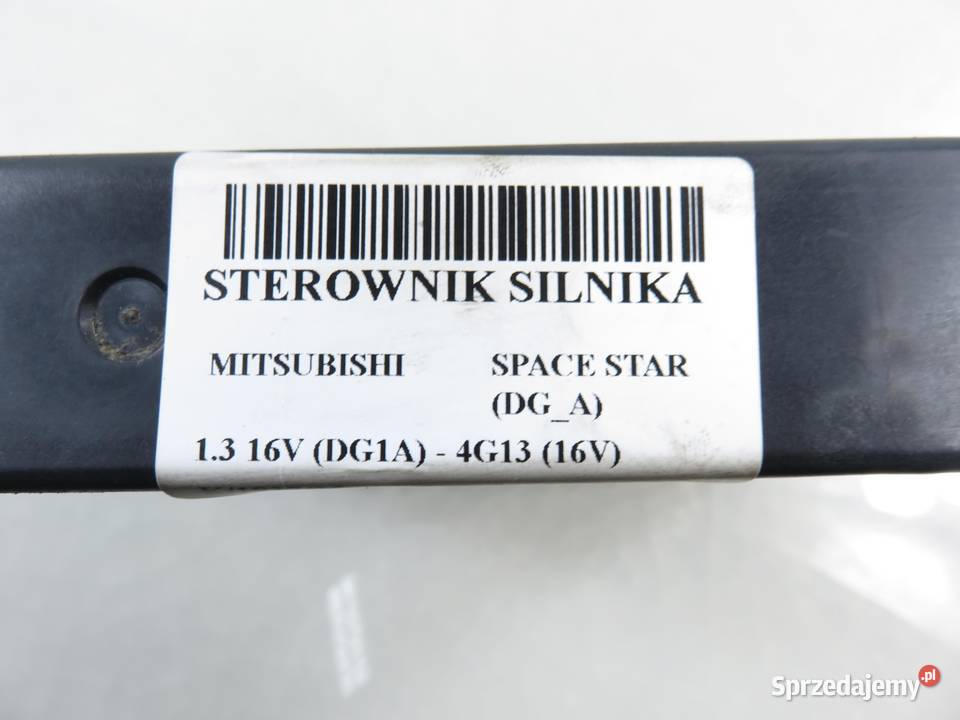 STEROWNIK SILNIKA
MITSUBISHI SPACE STAR
(DG_A)
1.3 16V (DG1A) - 4G13 (16V)
Sprzedajemy.pl